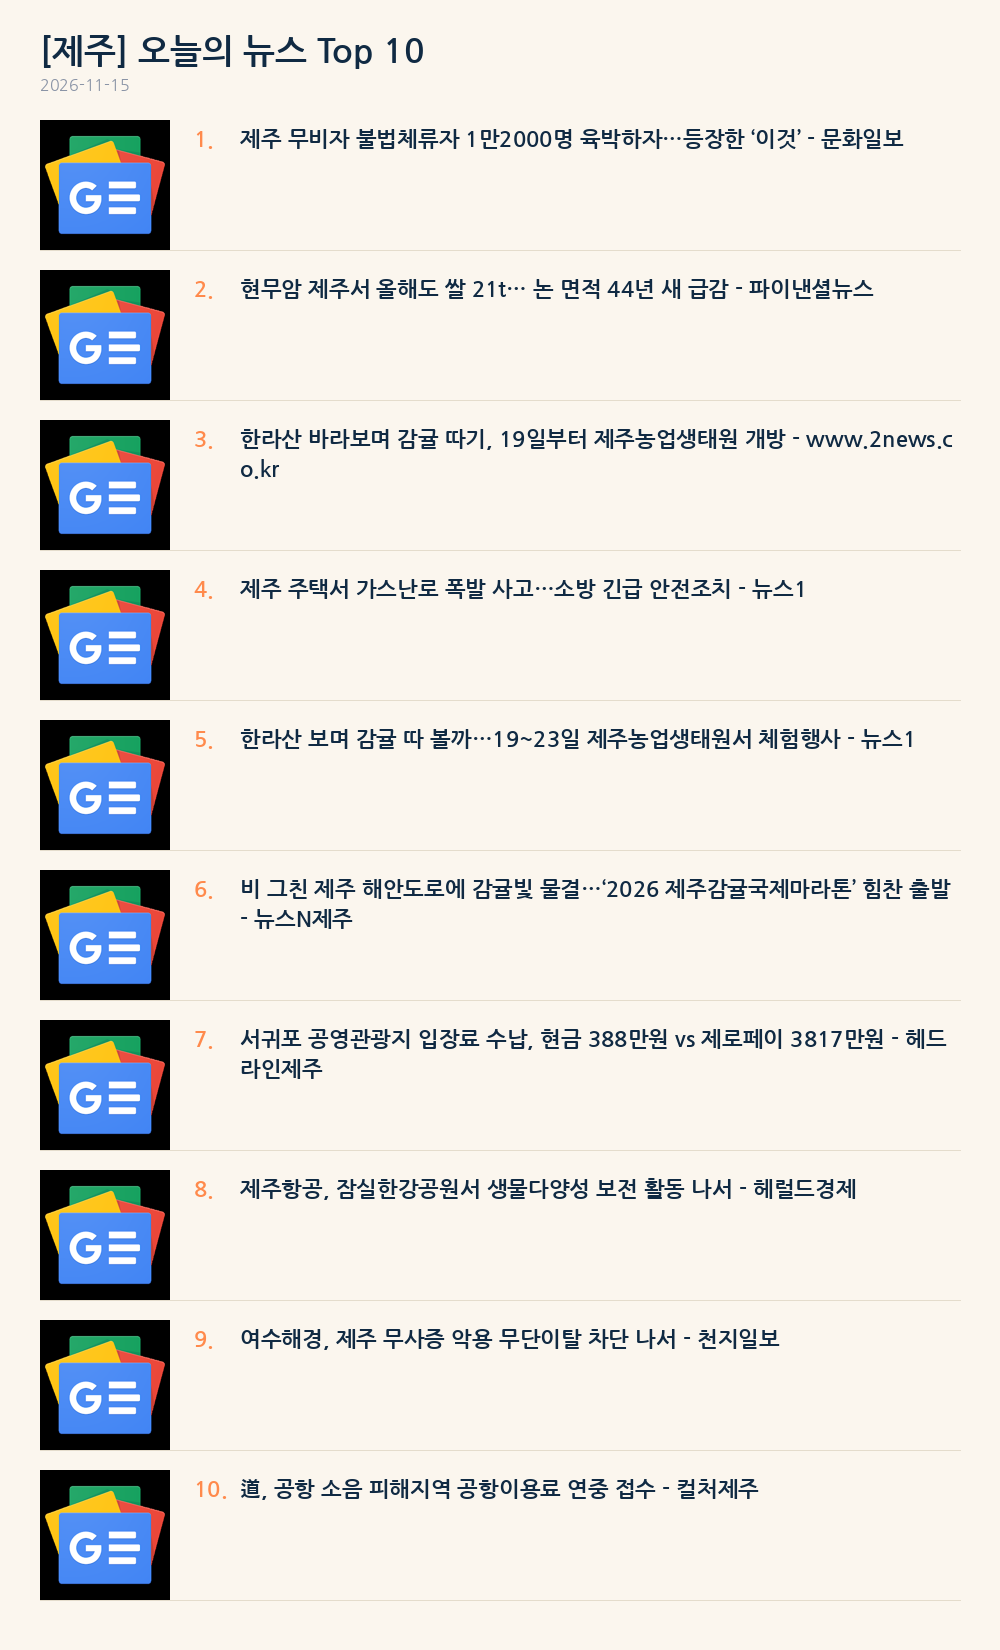 [제주] 오늘의 뉴스 Top 10
2026-11-15
1. 제주 무비자 불법체류자 1만2000명 육박하자…등장한 ‘이것’ - 문화일보
2. 현무암 제주서 올해도 쌀 21t… 논 면적 44년 새 급감 - 파이낸셜뉴스
3. 한라산 바라보며 감귤 따기, 19일부터 제주농업생태원 개방 - www.2news.c
o.kr
4. 제주 주택서 가스난로 폭발 사고…소방 긴급 안전조치 - 뉴스1
5. 한라산 보며 감귤 따 볼까…19~23일 제주농업생태원서 체험행사 - 뉴스1
6. 비 그친 제주 해안도로에 감귤빛 물결…‘2026 제주감귤국제마라톤’ 힘찬 출발
- 뉴스N제주
7. 서귀포 공영관광지 입장료 수납, 현금 388만원 vs 제로페이 3817만원 - 헤드
라인제주
8. 제주항공, 잠실한강공원서 생물다양성 보전 활동 나서 - 헤럴드경제
9. 여수해경, 제주 무사증 악용 무단이탈 차단 나서 - 천지일보
10. 道, 공항 소음 피해지역 공항이용료 연중 접수 - 컬처제주